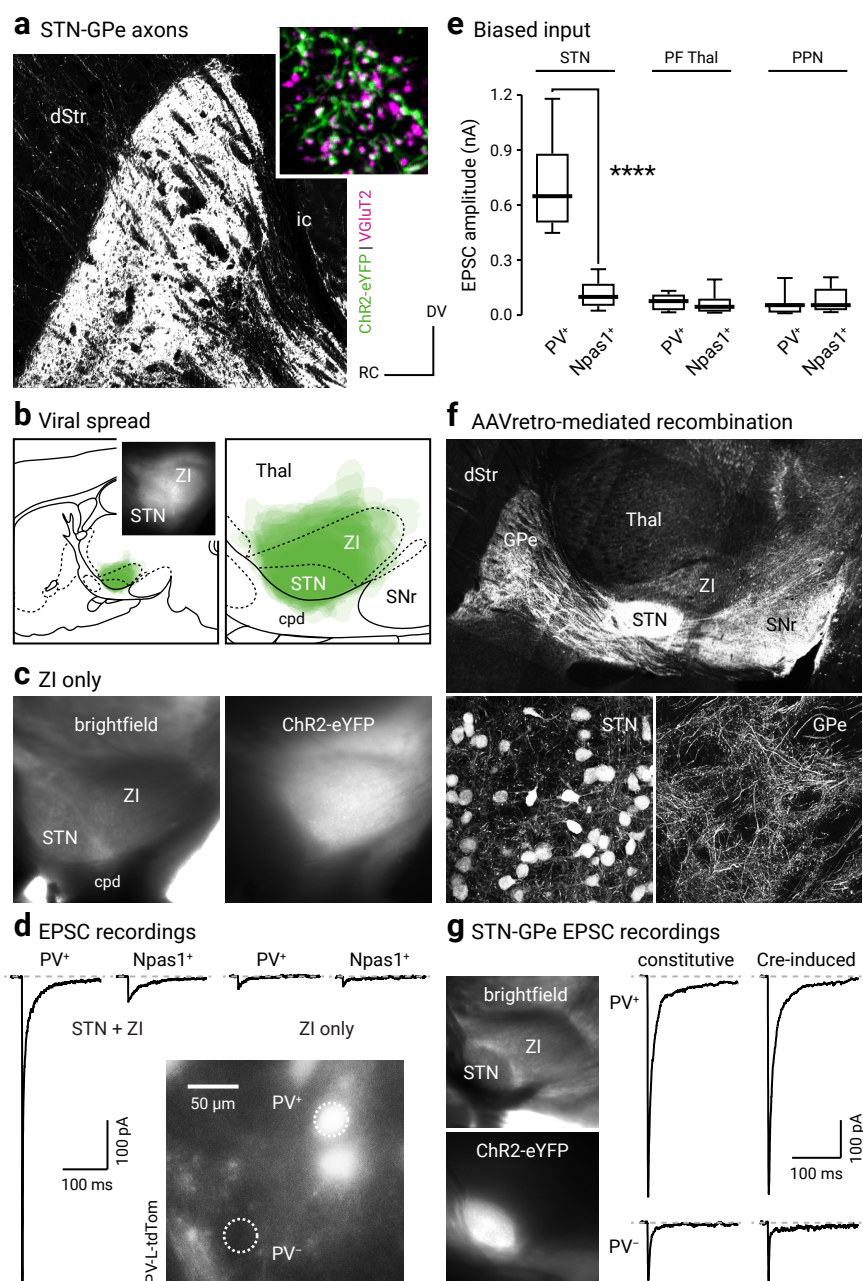 a STN-GPe axons
dStr
ic
ChR2-eYFP | VGluT2
DV
RC
b Viral spread
ZI
STN
Thal
ZI
STN
SNr
cpd
c ZI only
brightfield
ZI
STN
cpd
ChR2-eYFP
d EPSC recordings
PV+ Npas1+ PV+ Npas1+
STN + ZI ZI only
100 pA
100 ms
50 µm
PV+
PV−
PV-L-tdTom
e Biased input
STN PF Thal PPN
EPSC amplitude (nA)
1.2
0.9
0.6
0.3
0.0
****
PV+ Npas1+ PV+ Npas1+ PV+ Npas1+
f AAVretro-mediated recombination
dStr
Thal
GPe
ZI
STN
SNr
STN
GPe
g STN-GPe EPSC recordings
constitutive Cre-induced
brightfield
ZI
STN
ChR2-eYFP
PV+
100 pA
100 ms
PV−